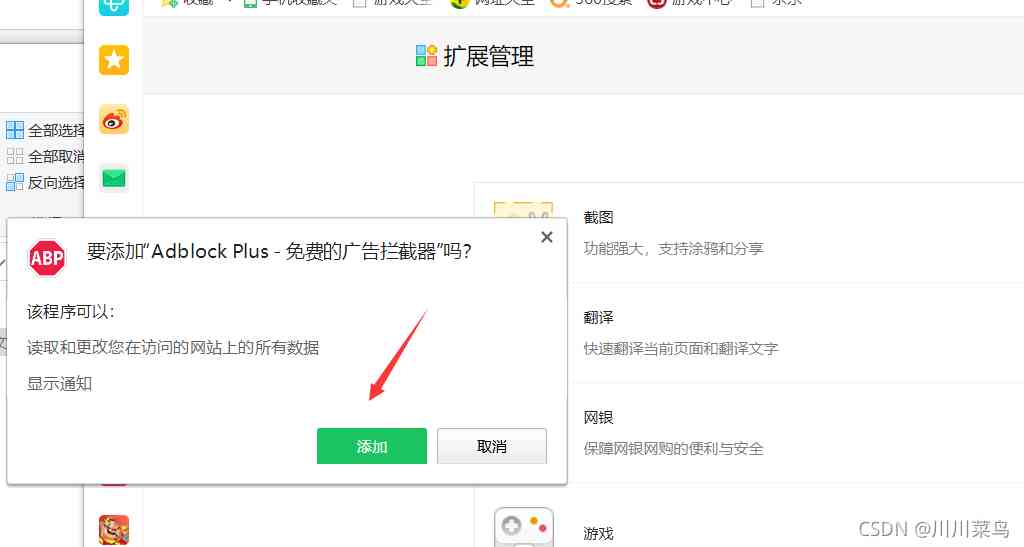 收藏 手机收藏夹 游戏大全 网址大全 360搜索 游戏中心 京东
扩展管理
全部选择
全部取消
反向选择
ABP
要添加“Adblock Plus - 免费的广告拦截器”吗?
该程序可以:
读取和更改您在访问的网站上的所有数据
显示通知
添加
取消
截图
功能强大，支持涂鸦和分享
翻译
快速翻译当前页面和翻译文字
网银
保障网银网购的便利与安全
游戏
CSDN @川川菜鸟